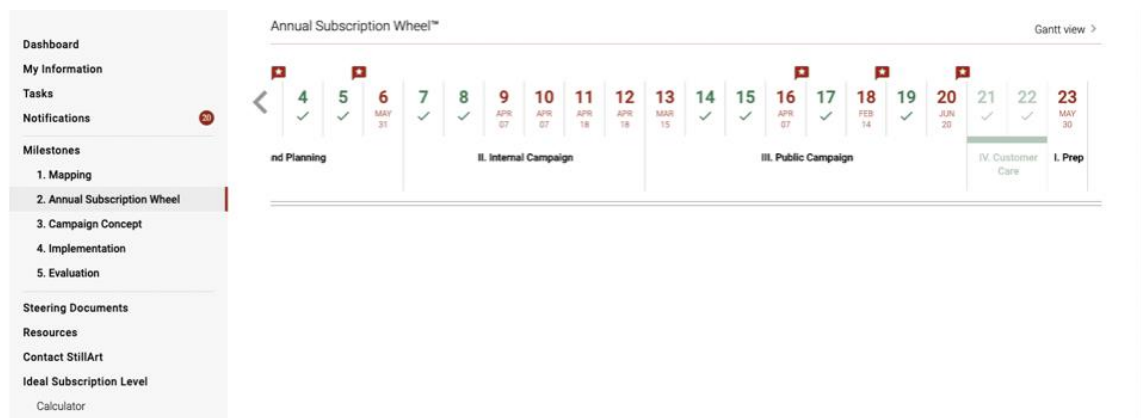 Dashboard
My Information
Tasks
Notifications 20
Milestones
1. Mapping
2. Annual Subscription Wheel
3. Campaign Concept
4. Implementation
5. Evaluation
Steering Documents
Resources
Contact StillArt
Ideal Subscription Level
Calculator
Annual Subscription Wheel™
Gantt view
4 5 6 7 8 9 10 11 12 13 14 15 16 17 18 19 20 21 22 23
MAY APR APR APR APR MAR APR FEB JUN MAY
31 07 07 18 18 15 07 14 20 30
nd Planning II. Internal Campaign III. Public Campaign IV. Customer I. Prep
Care